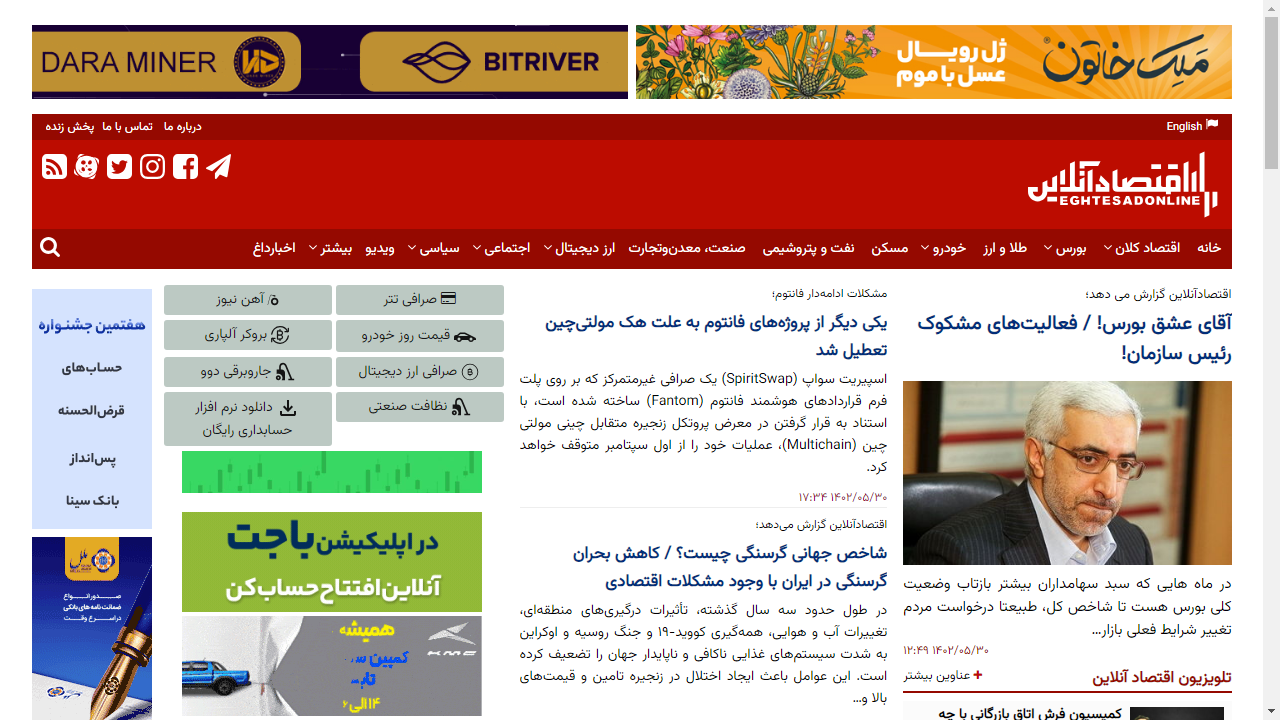 DARA MINER
BITRIVER
ژل رویال
عسل با موم
ملکه خاتون
English
درباره ما
تماس با ما
پخش زنده
اقتصادآنلاین
EGHTESADONLINE
خانه
اقتصاد کلان
بورس
طلا و ارز
خودرو
مسکن
نفت و پتروشیمی
صنعت، معدن‌وتجارت
ارز دیجیتال
اجتماعی
سیاسی
ویدیو
بیشتر
اخبارداغ
اقتصادآنلاین گزارش می دهد؛
آقای عشق بورس! / فعالیت‌های مشکوک
رئیس سازمان!
در ماه هایی که سبد سهامداران بیشتر بازتاب وضعیت
کلی بورس هست تا شاخص کل، طبیعتا درخواست مردم
تغییر شرایط فعلی بازار...
۱۴۰۲/۰۵/۳۰ ۱۲:۴۹
تلویزیون اقتصاد آنلاین
عناوین بیشتر
کمیسیون فرش اتاق بازرگانی با چه
مشکلات ادامه‌دار فانتوم؛
یکی دیگر از پروژه‌های فانتوم به علت هک مولتی‌چین
تعطیل شد
اسپیریت سواپ (SpiritSwap) یک صرافی غیرمتمرکز که بر روی پلت
فرم قراردادهای هوشمند فانتوم (Fantom) ساخته شده است، با
استناد به قرار گرفتن در معرض پروتکل زنجیره متقابل چینی مولتی
چین (Multichain)، عملیات خود را از اول سپتامبر متوقف خواهد
کرد.
۱۴۰۲/۰۵/۳۰ ۱۷:۳۴
اقتصادآنلاین گزارش می‌دهد؛
شاخص جهانی گرسنگی چیست؟ / کاهش بحران
گرسنگی در ایران با وجود مشکلات اقتصادی
در طول حدود سه سال گذشته، تأثیرات درگیری‌های منطقه‌ای،
تغییرات آب و هوایی، همه‌گیری کووید-۱۹ و جنگ روسیه و اوکراین
به شدت سیستم‌های غذایی ناکافی و ناپایدار جهان را تضعیف کرده
است. این عوامل باعث ایجاد اختلال در زنجیره تامین و قیمت‌های
بالا و...
صرافی تتر
آهن نیوز
قیمت روز خودرو
بروکر آلپاری
صرافی ارز دیجیتال
جاروبرقی دوو
نظافت صنعتی
دانلود نرم افزار
حسابداری رایگان
در اپلیکیشن باجت
آنلاین افتتاح حساب کن
همیشه
KMC
هفتمین جشنواره
حساب‌های
قرض‌الحسنه
پس‌انداز
بانک سینا
صدور انواع
ضمانت نامه های بانکی
در اسرع وقت